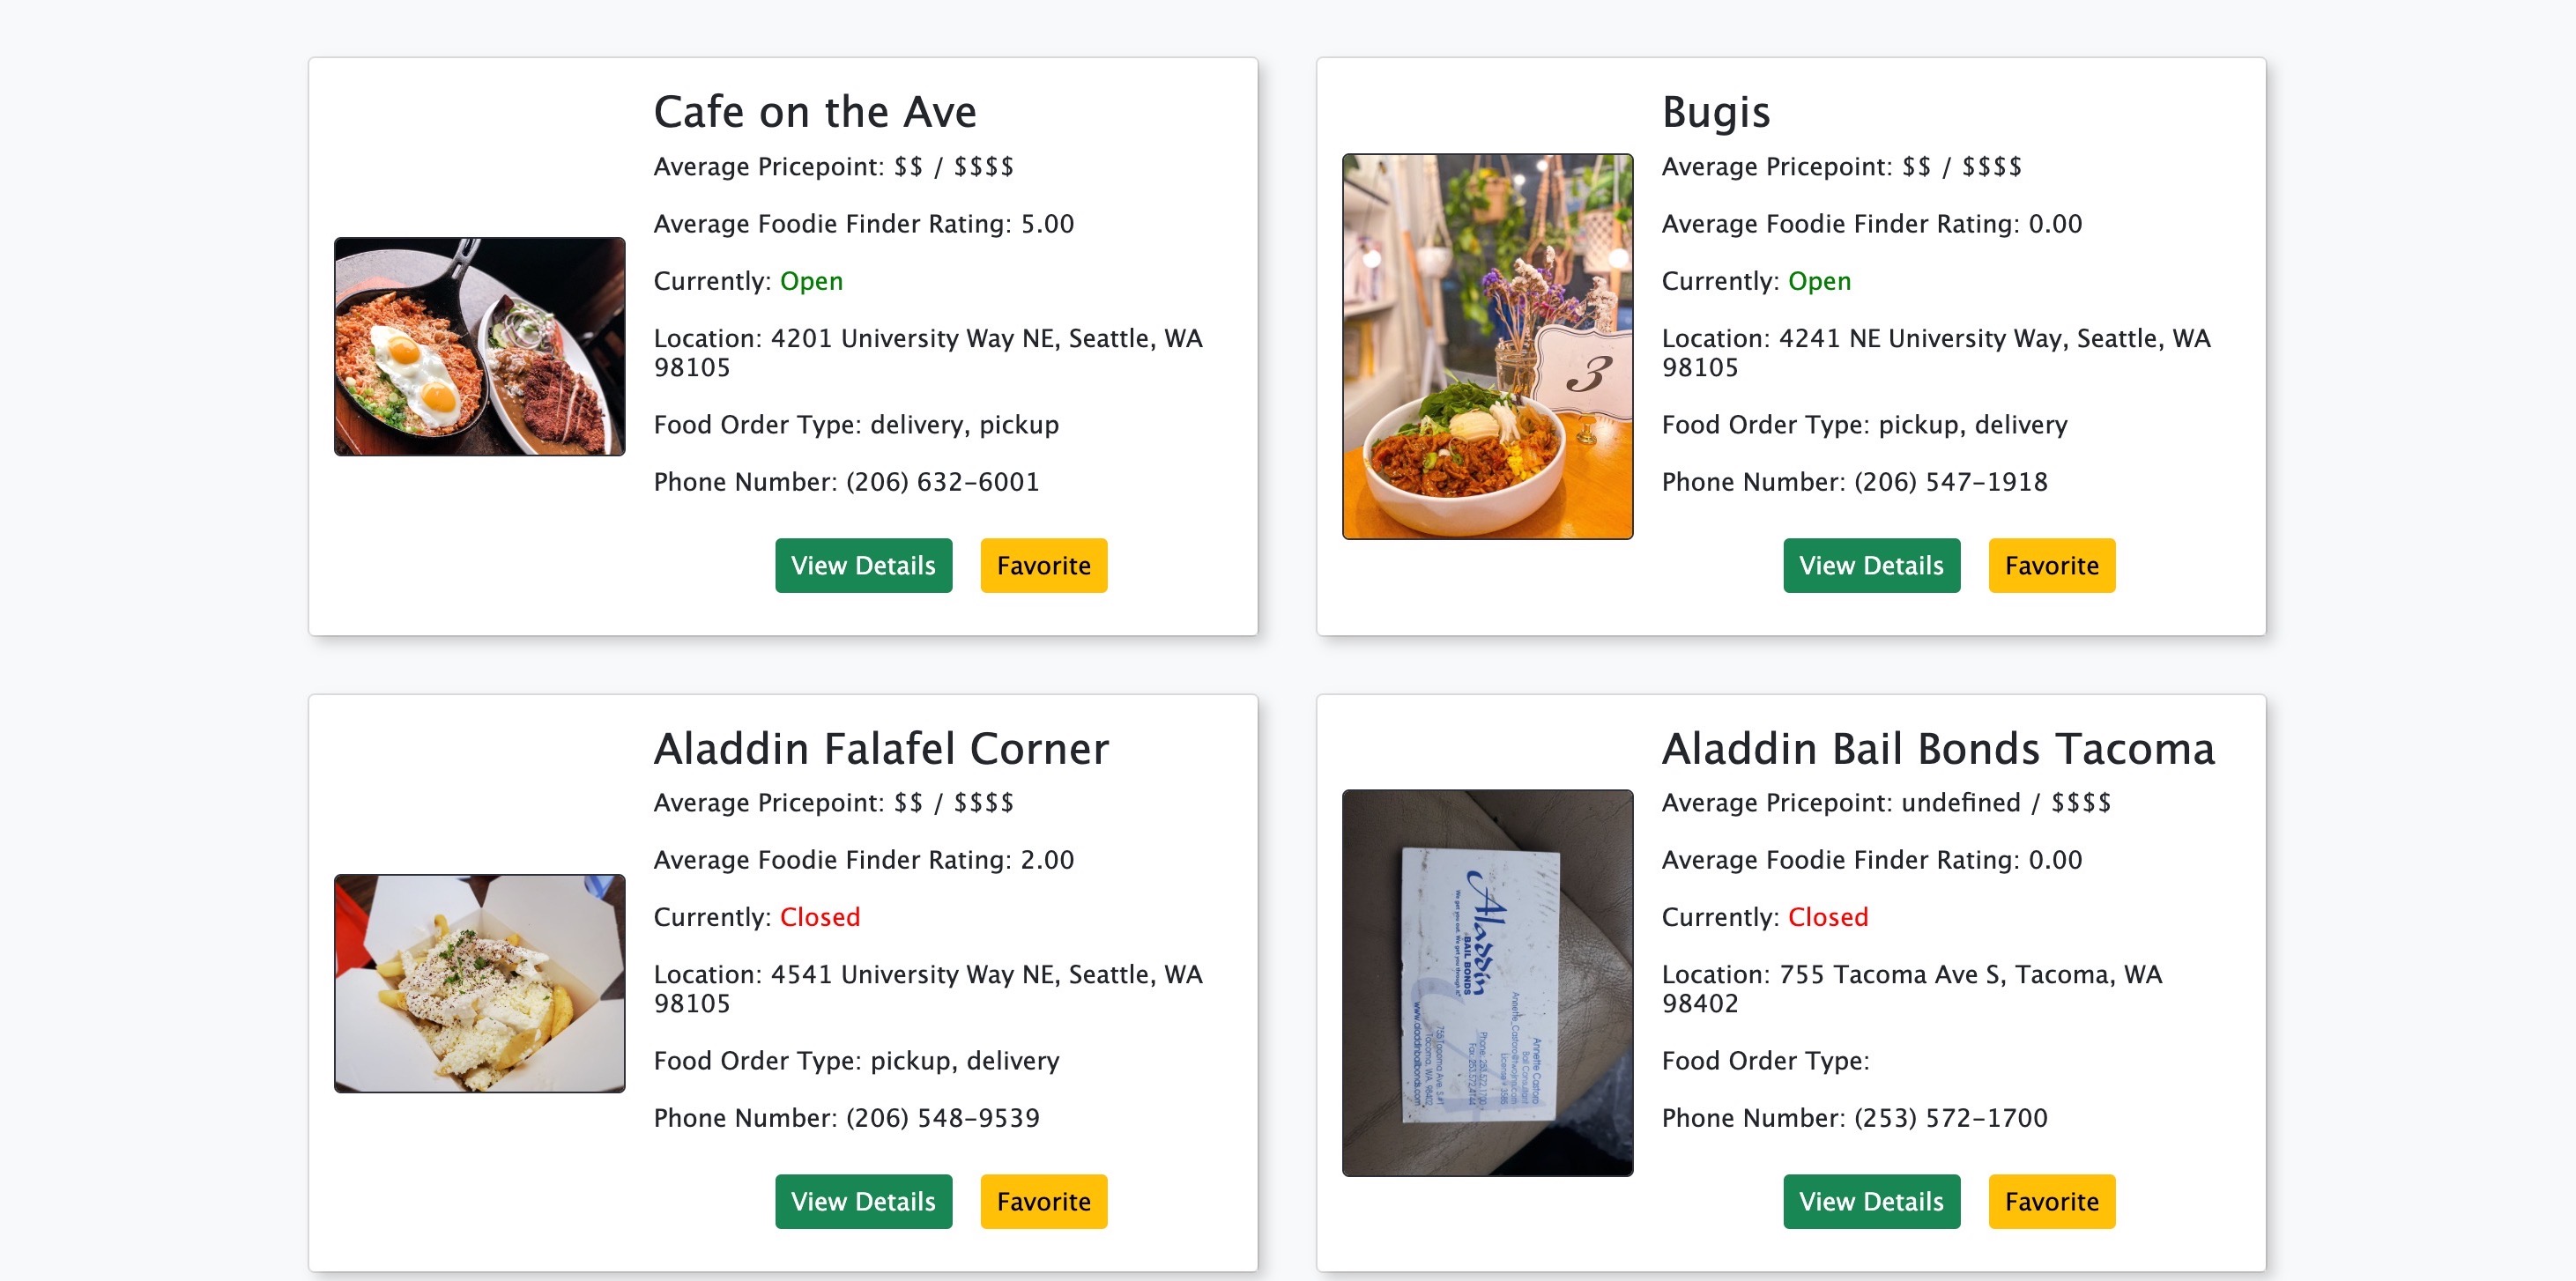 Cafe on the Ave
Average Pricepoint: $$ / $$$$
Average Foodie Finder Rating: 5.00
Currently: Open
Location: 4201 University Way NE, Seattle, WA
98105
Food Order Type: delivery, pickup
Phone Number: (206) 632-6001
View Details
Favorite
Bugis
3
Average Pricepoint: $$ / $$$$
Average Foodie Finder Rating: 0.00
Currently: Open
Location: 4241 NE University Way, Seattle, WA
98105
Food Order Type: pickup, delivery
Phone Number: (206) 547-1918
View Details
Favorite
Aladdin Falafel Corner
Average Pricepoint: $$ / $$$$
Average Foodie Finder Rating: 2.00
Currently: Closed
Location: 4541 University Way NE, Seattle, WA
98105
Food Order Type: pickup, delivery
Phone Number: (206) 548-9539
View Details
Favorite
Aladdin Bail Bonds Tacoma
Aladdin
BAIL BONDS
Average Pricepoint: undefined / $$$$
Average Foodie Finder Rating: 0.00
Currently: Closed
Location: 755 Tacoma Ave S, Tacoma, WA
98402
Food Order Type:
Phone Number: (253) 572-1700
View Details
Favorite